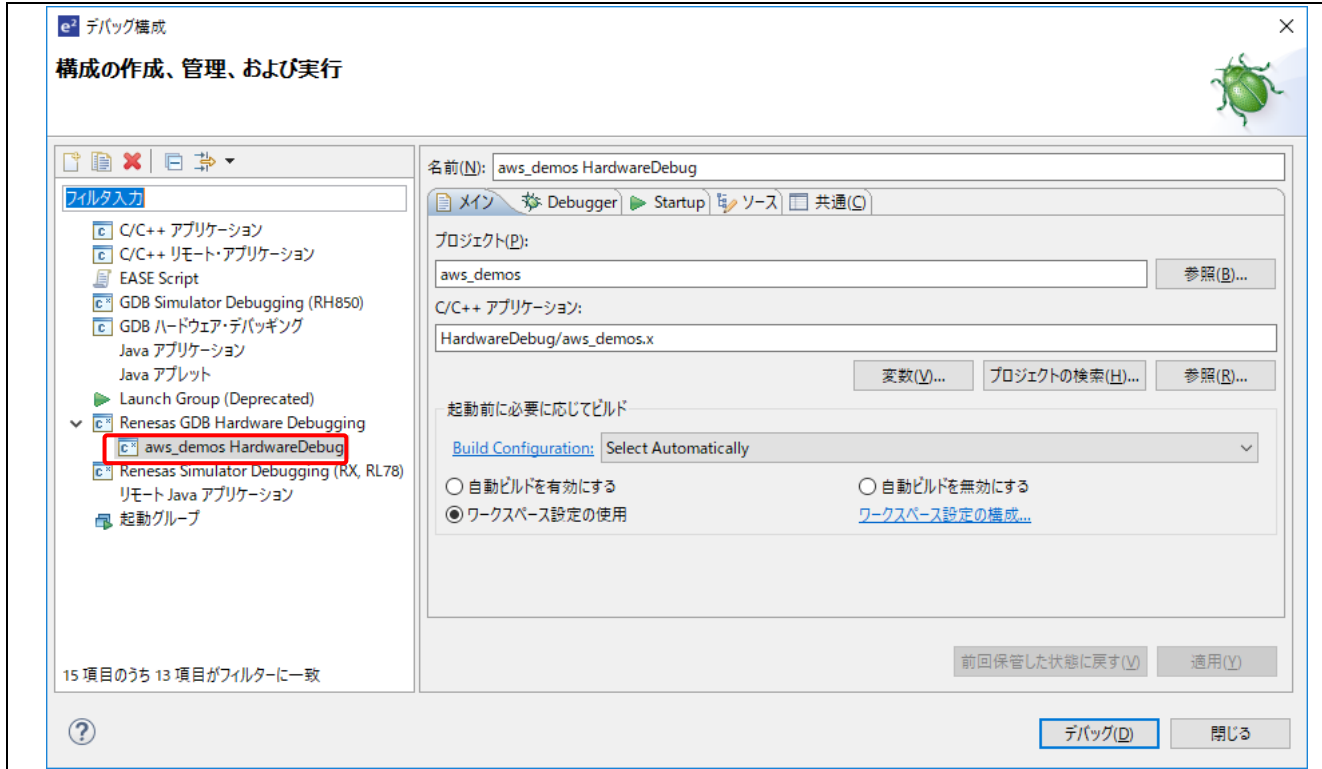 e² デバッグ構成
構成の作成、管理、および実行
フィルタ入力
C/C++ アプリケーション
C/C++ リモート・アプリケーション
EASE Script
GDB Simulator Debugging (RH850)
GDB ハードウェア・デバッギング
Java アプリケーション
Java アプレット
Launch Group (Deprecated)
Renesas GDB Hardware Debugging
aws_demos HardwareDebug
Renesas Simulator Debugging (RX, RL78)
リモート Java アプリケーション
起動グループ
15 項目のうち 13 項目がフィルターに一致
名前(N): aws_demos HardwareDebug
メイン Debugger Startup ソース 共通(C)
プロジェクト(P):
aws_demos 参照(B)...
C/C++ アプリケーション:
HardwareDebug/aws_demos.x
変数(V)... プロジェクトの検索(H)... 参照(R)...
起動前に必要に応じてビルド
Build Configuration: Select Automatically
自動ビルドを有効にする 自動ビルドを無効にする
ワークスペース設定の使用 ワークスペース設定の構成...
前回保管した状態に戻す(V) 適用(Y)
デバッグ(D) 閉じる